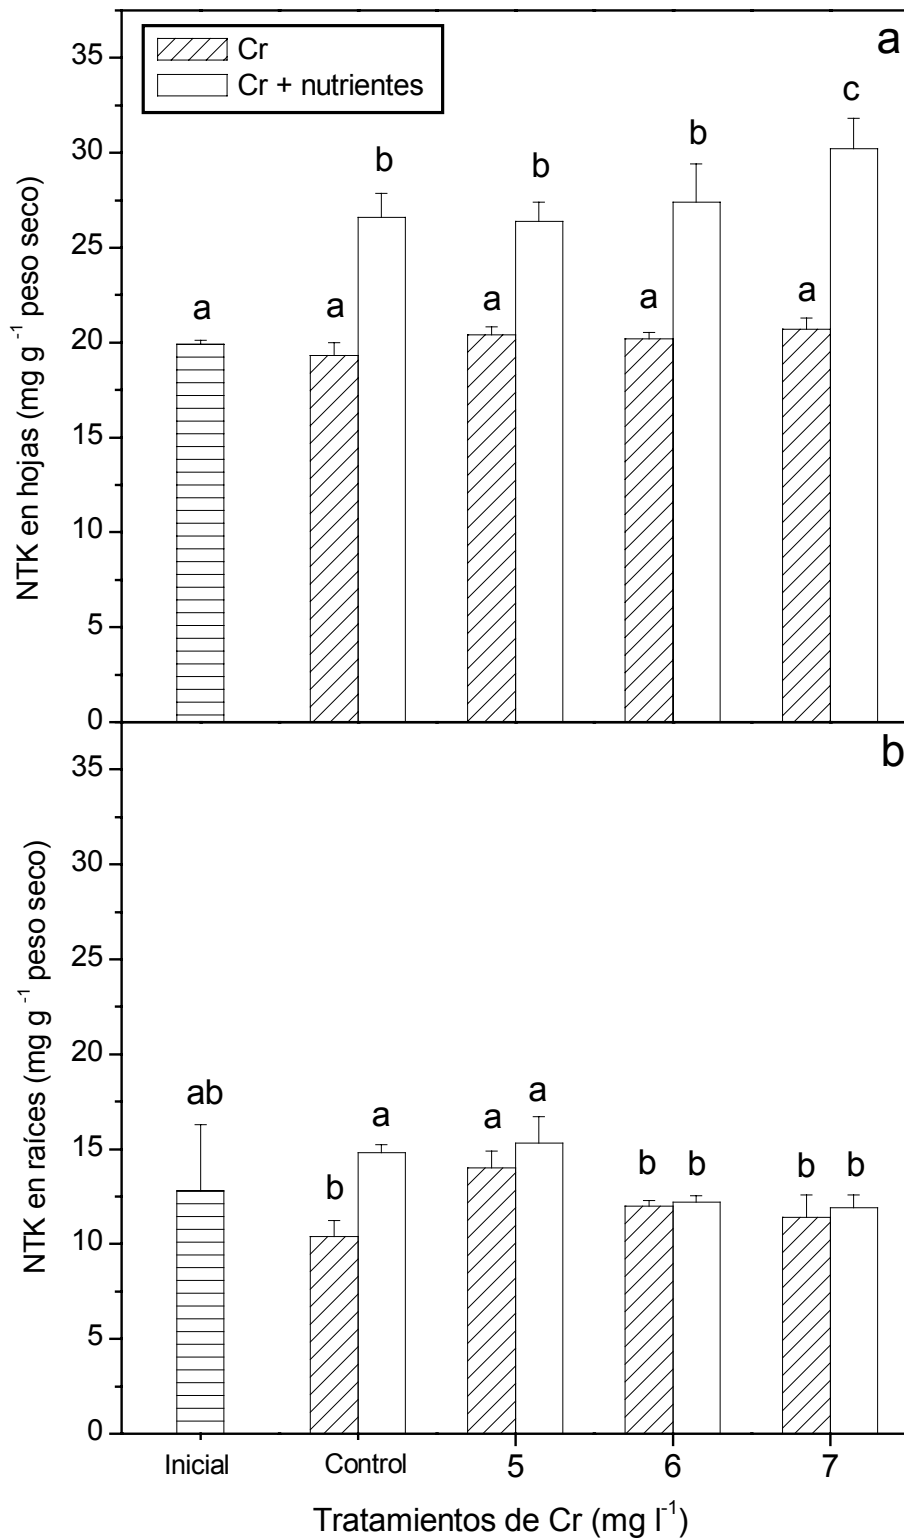 a
Cr
Cr + nutrientes
NTK en hojas (mg g⁻¹ peso seco)
35
30
25
20
15
10
5
0
a
a
b
a
b
a
b
a
c
b
NTK en raíces (mg g⁻¹ peso seco)
35
30
25
20
15
10
5
0
ab
b
a
a
a
b
b
b
b
Inicial
Control
5
6
7
Tratamientos de Cr (mg l⁻¹)